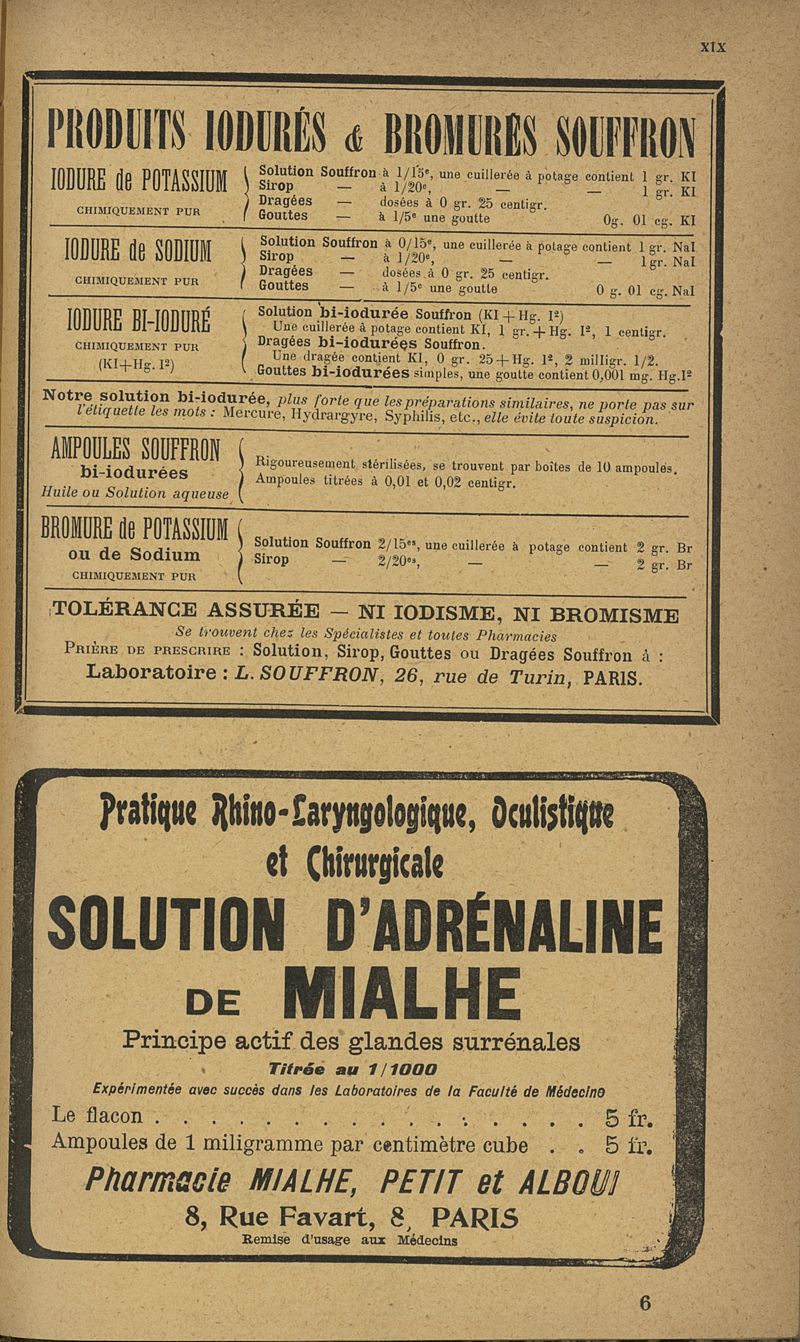 XIX
PRODUITS IODURÉS & BROMURÉS SOUFFRON
IODURE de POTASSIUM
CHIMIQUEMENT PUR
Solution Souffron à 1/15e, une cuillerée à potage contient 1 gr. KI
Sirop — à 1/20e, — — 1 gr. KI
Dragées — dosées à 0 gr. 25 centigr.
Gouttes — à 1/5e une goutte 0g. 01 cg. KI
IODURE de SODIUM
CHIMIQUEMENT PUR
Solution Souffron à 0/15e, une cuillerée à potage contient 1 gr. NaI
Sirop — à 1/20e, — — 1gr. NaI
Dragées — dosées à 0 gr. 25 centigr.
Gouttes — à 1/5e une goutte 0 g. 01 cg. NaI
IODURE BI-IODURÉ
CHIMIQUEMENT PUR
(KI+Hg. I²)
Solution bi-iodurée Souffron (KI+Hg. I²)
Une cuillerée à potage contient KI, 1 gr. + Hg. I², 1 centigr.
Dragées bi-iodurées Souffron.
Une dragée contient KI, 0 gr. 25+Hg. I², 2 milligr. 1/2.
Gouttes bi-iodurées simples, une goutte contient 0,001 mg. Hg.I²
Notre solution bi-iodurée, plus forte que les préparations similaires, ne porte pas sur
l'étiquette les mots : Mercure, Hydrargyre, Syphilis, etc., elle évite toute suspicion.
AMPOULES SOUFFRON
bi-iodurées
Huile ou Solution aqueuse
Rigoureusement stérilisées, se trouvent par boîtes de 10 ampoules.
Ampoules titrées à 0,01 et 0,02 centigr.
BROMURE de POTASSIUM
ou de Sodium
CHIMIQUEMENT PUR
Solution Souffron 2/15es, une cuillerée à potage contient 2 gr. Br
Sirop — 2/20es, — — 2 gr. Br
TOLÉRANCE ASSURÉE — NI IODISME, NI BROMISME
Se trouvent chez les Spécialistes et toutes Pharmacies
PRIÈRE DE PRESCRIRE : Solution, Sirop, Gouttes OU Dragées Souffron à :
Laboratoire : L. SOUFFRON, 26, rue de Turin, PARIS.
Pratique Rhino-Laryngologique, Oculistique
et Chirurgicale
SOLUTION D'ADRÉNALINE
DE MIALHE
Principe actif des glandes surrénales
Titrée au 1/1000
Expérimentée avec succès dans les Laboratoires de la Faculté de Médecine
Le flacon . . . . . . . . . . . . . . . . 5 fr.
Ampoules de 1 miligramme par centimètre cube . . 5 fr.
Pharmacie MIALHE, PETIT et ALBOUI
8, Rue Favart, 8, PARIS
Remise d'usage aux Médecins
6